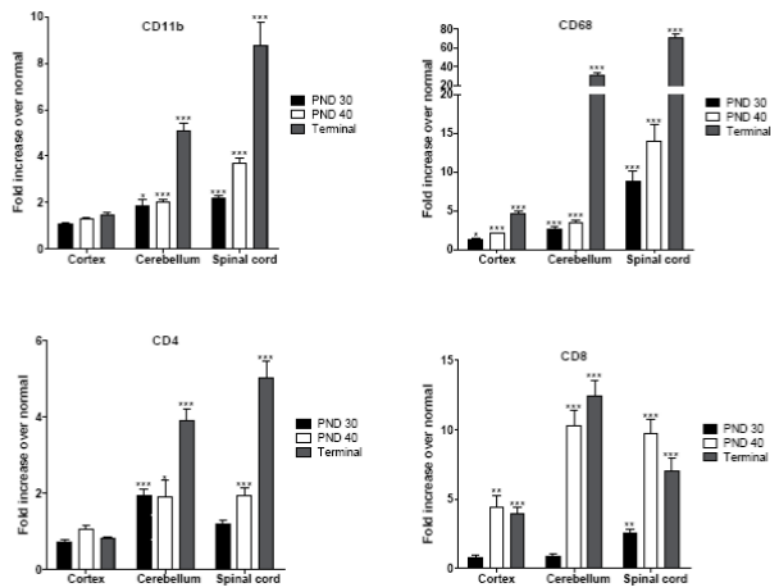 CD11b
Fold increase over normal
10
8
6
4
2
0
*
***
***
***
***
***
Cortex
Cerebellum
Spinal cord
PND 30
PND 40
Terminal
CD68
Fold increase over normal
80
60
40
20
20
15
10
5
0
*
***
***
***
***
***
***
***
***
Cortex
Cerebellum
Spinal cord
PND 30
PND 40
Terminal
CD4
Fold increase over normal
6
4
2
0
***
*
***
***
***
Cortex
Cerebellum
Spinal cord
PND 30
PND 40
Terminal
CD8
Fold increase over normal
15
10
5
0
**
***
***
***
**
***
***
Cortex
Cerebellum
Spinal cord
PND 30
PND 40
Terminal